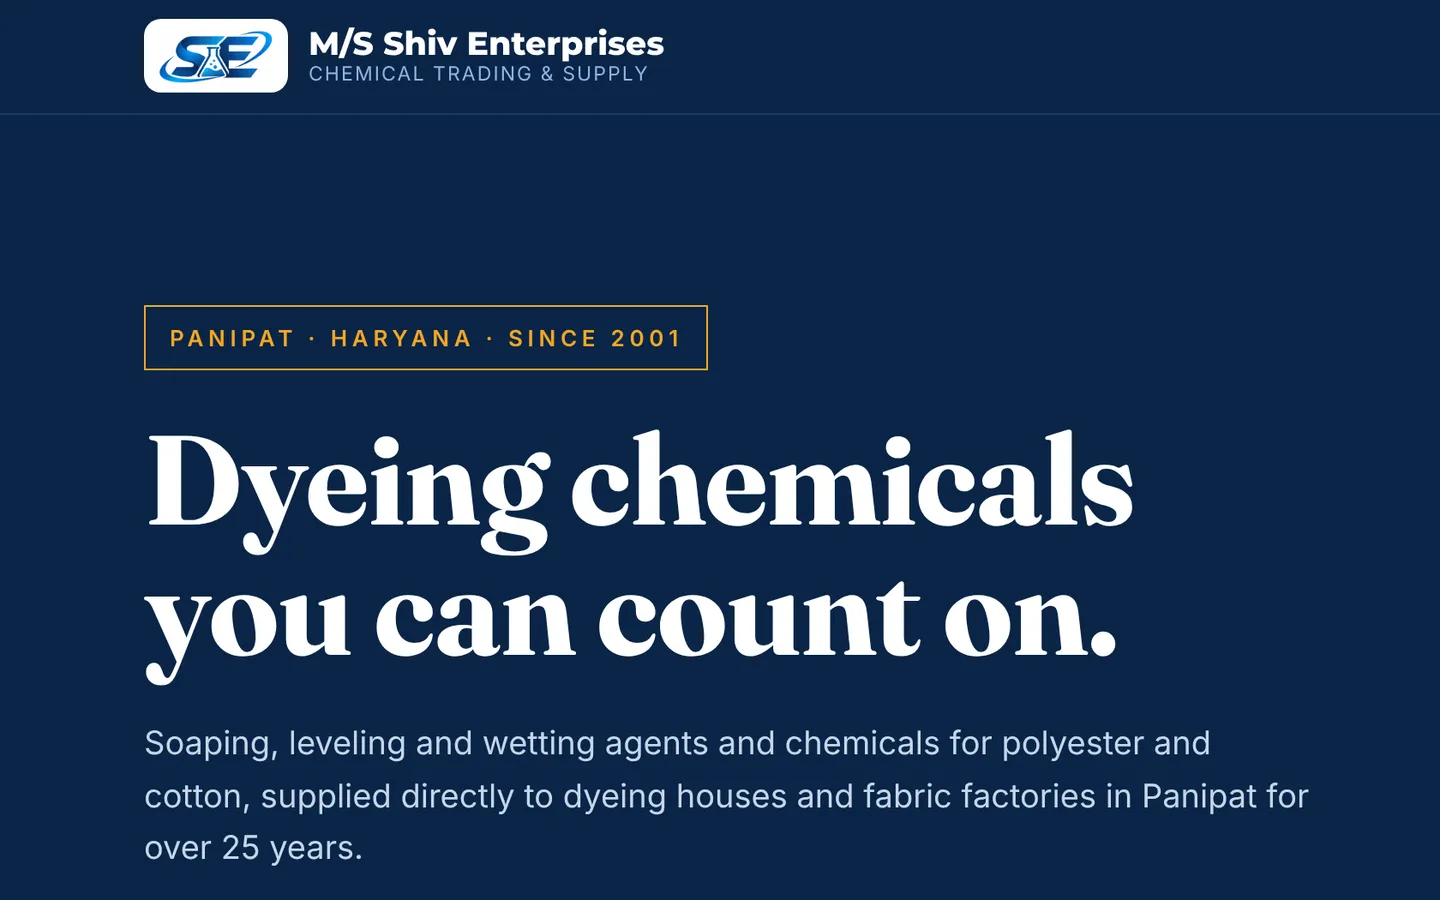 SE
M/S Shiv Enterprises
CHEMICAL TRADING & SUPPLY
PANIPAT · HARYANA · SINCE 2001
Dyeing chemicals
you can count on.
Soaping, leveling and wetting agents and chemicals for polyester and
cotton, supplied directly to dyeing houses and fabric factories in Panipat for
over 25 years.